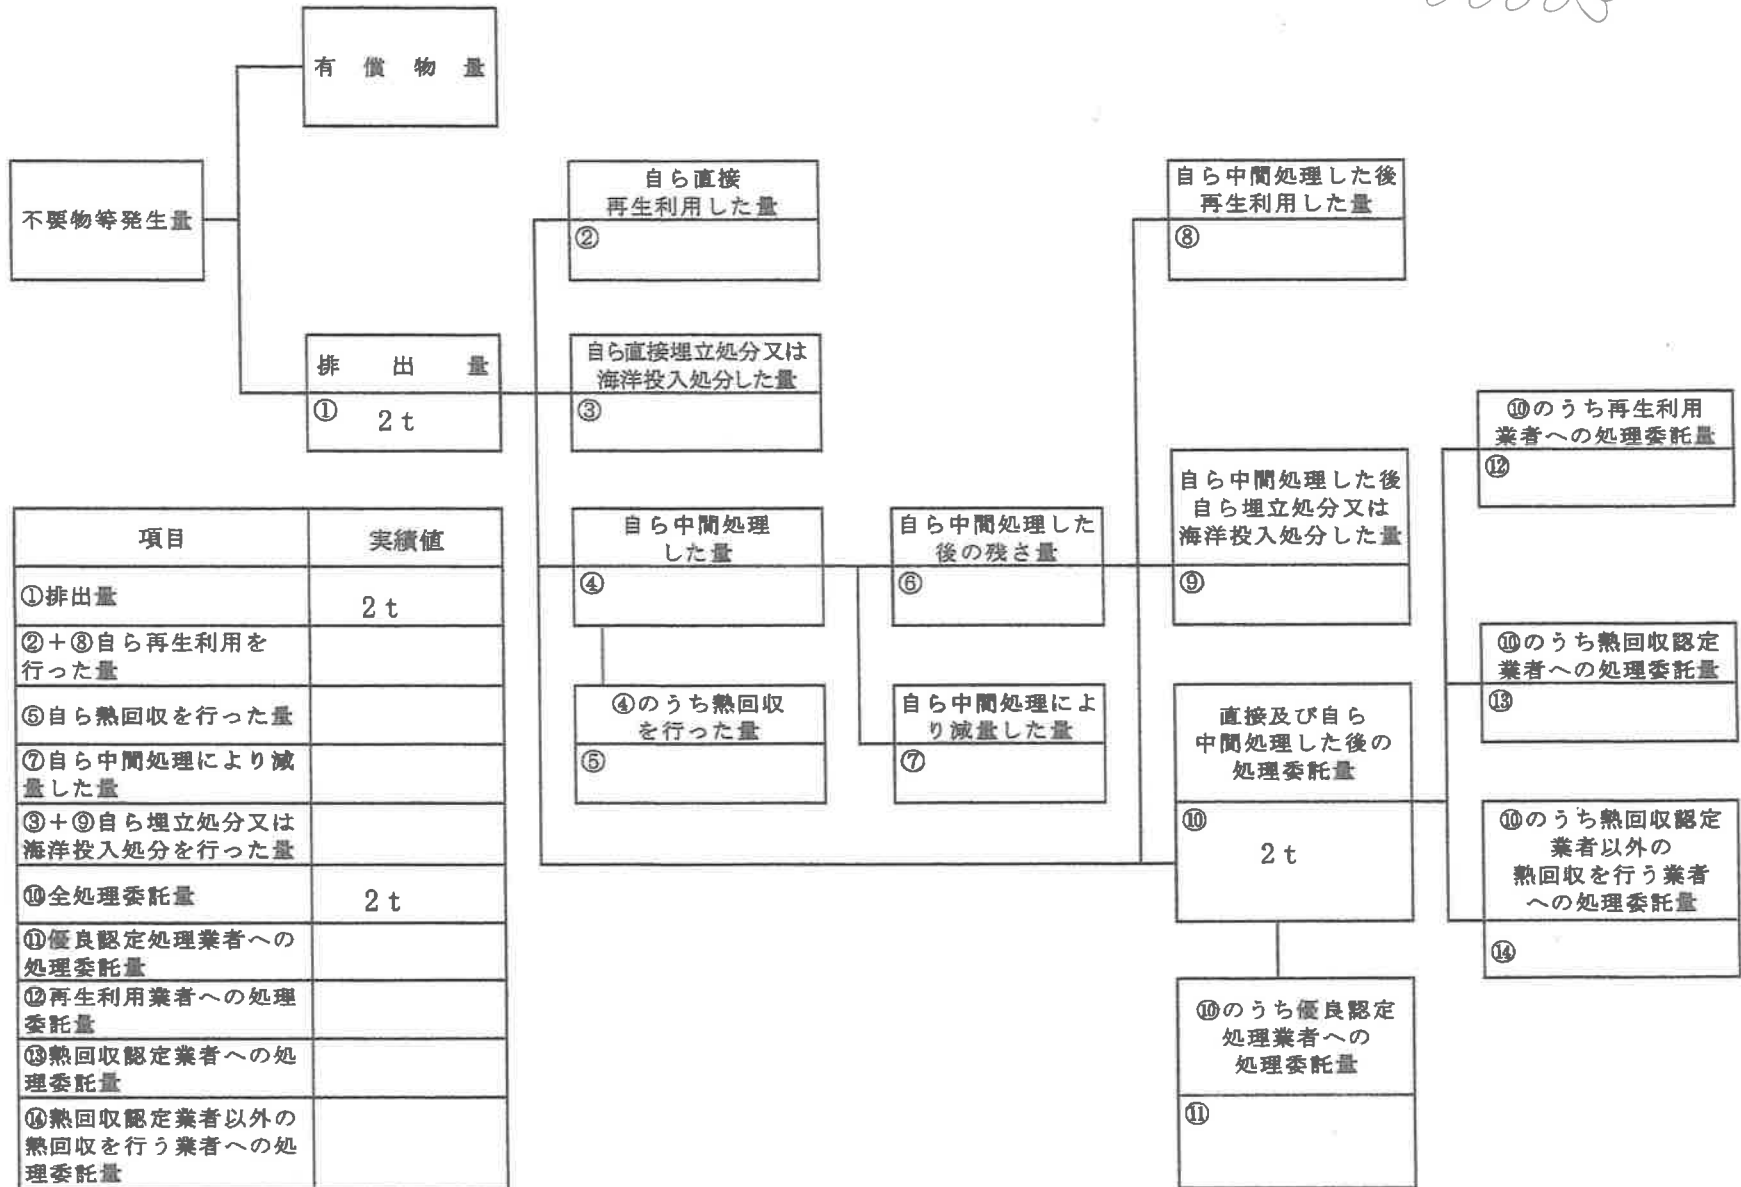 有償物量
不要物等発生量
排出量
① 2t
自ら直接
再生利用した量
②
自ら直接埋立処分又は
海洋投入処分した量
③
自ら中間処理
した量
④
④のうち熱回収
を行った量
⑤
自ら中間処理した
後の残さ量
⑥
自ら中間処理によ
り減量した量
⑦
自ら中間処理した後
再生利用した量
⑧
自ら中間処理した後
自ら埋立処分又は
海洋投入処分した量
⑨
直接及び自ら
中間処理した後の
処理委託量
⑩
2t
⑩のうち優良認定
処理業者への
処理委託量
⑪
⑩のうち再生利用
業者への処理委託量
⑫
⑩のうち熱回収認定
業者への処理委託量
⑬
⑩のうち熱回収認定
業者以外の
熱回収を行う業者
への処理委託量
⑭
項目 実績値
①排出量 2t
②+⑧自ら再生利用を
行った量
⑤自ら熱回収を行った量
⑦自ら中間処理により減
量した量
③+⑨自ら埋立処分又は
海洋投入処分を行った量
⑩全処理委託量 2t
⑪優良認定処理業者への
処理委託量
⑫再生利用業者への処理
委託量
⑬熱回収認定業者への処
理委託量
⑭熱回収認定業者以外の
熱回収を行う業者への処
理委託量